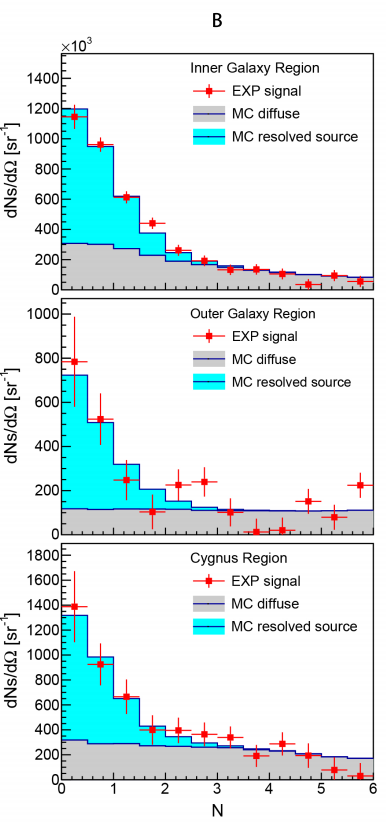 B
×10³
Inner Galaxy Region
EXP signal
MC diffuse
MC resolved source
1400
1200
1000
800
600
400
200
0
dNs/dΩ [sr⁻¹]
Outer Galaxy Region
EXP signal
MC diffuse
MC resolved source
1000
800
600
400
200
0
dNs/dΩ [sr⁻¹]
Cygnus Region
EXP signal
MC diffuse
MC resolved source
1800
1600
1400
1200
1000
800
600
400
200
0
dNs/dΩ [sr⁻¹]
0 1 2 3 4 5 6
N